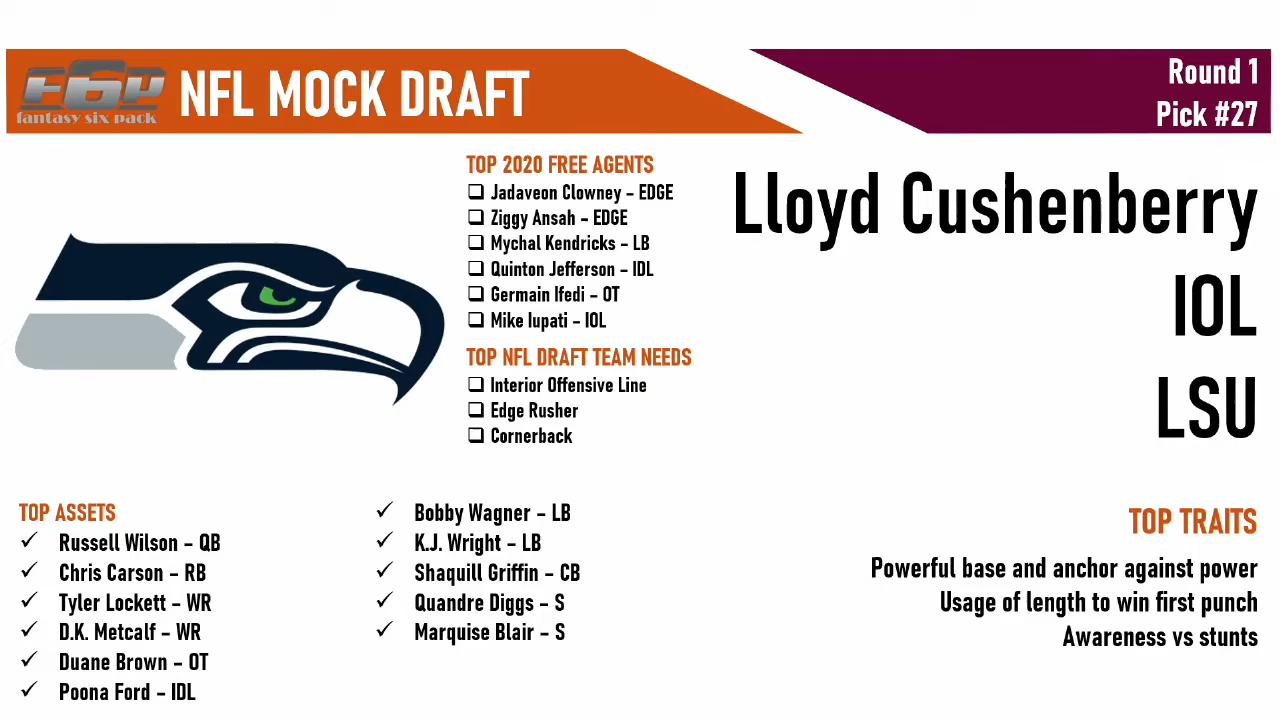 F6P
fantasy six pack
NFL MOCK DRAFT
Round 1
Pick #27
TOP 2020 FREE AGENTS
Jadaveon Clowney – EDGE
Ziggy Ansah – EDGE
Mychal Kendricks – LB
Quinton Jefferson – IDL
Germain Ifedi – OT
Mike Iupati – IOL
TOP NFL DRAFT TEAM NEEDS
Interior Offensive Line
Edge Rusher
Cornerback
Lloyd Cushenberry
IOL
LSU
TOP ASSETS
Russell Wilson – QB
Chris Carson – RB
Tyler Lockett – WR
D.K. Metcalf – WR
Duane Brown – OT
Poona Ford – IDL
Bobby Wagner – LB
K.J. Wright – LB
Shaquill Griffin – CB
Quandre Diggs – S
Marquise Blair – S
TOP TRAITS
Powerful base and anchor against power
Usage of length to win first punch
Awareness vs stunts